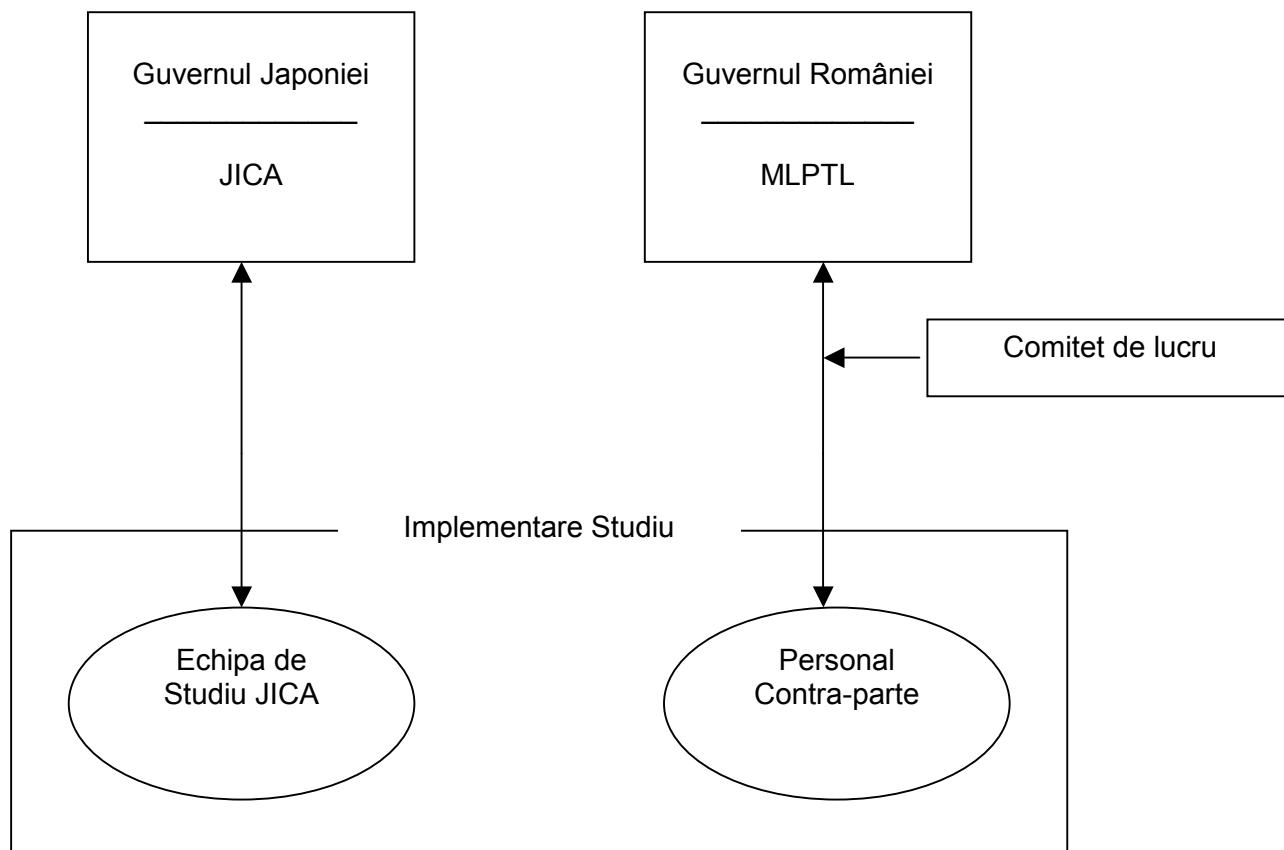 Guvernul Japoniei
JICA
Guvernul României
MLPTL
Comitet de lucru
Implementare Studiu
Echipa de
Studiu JICA
Personal
Contra-parte